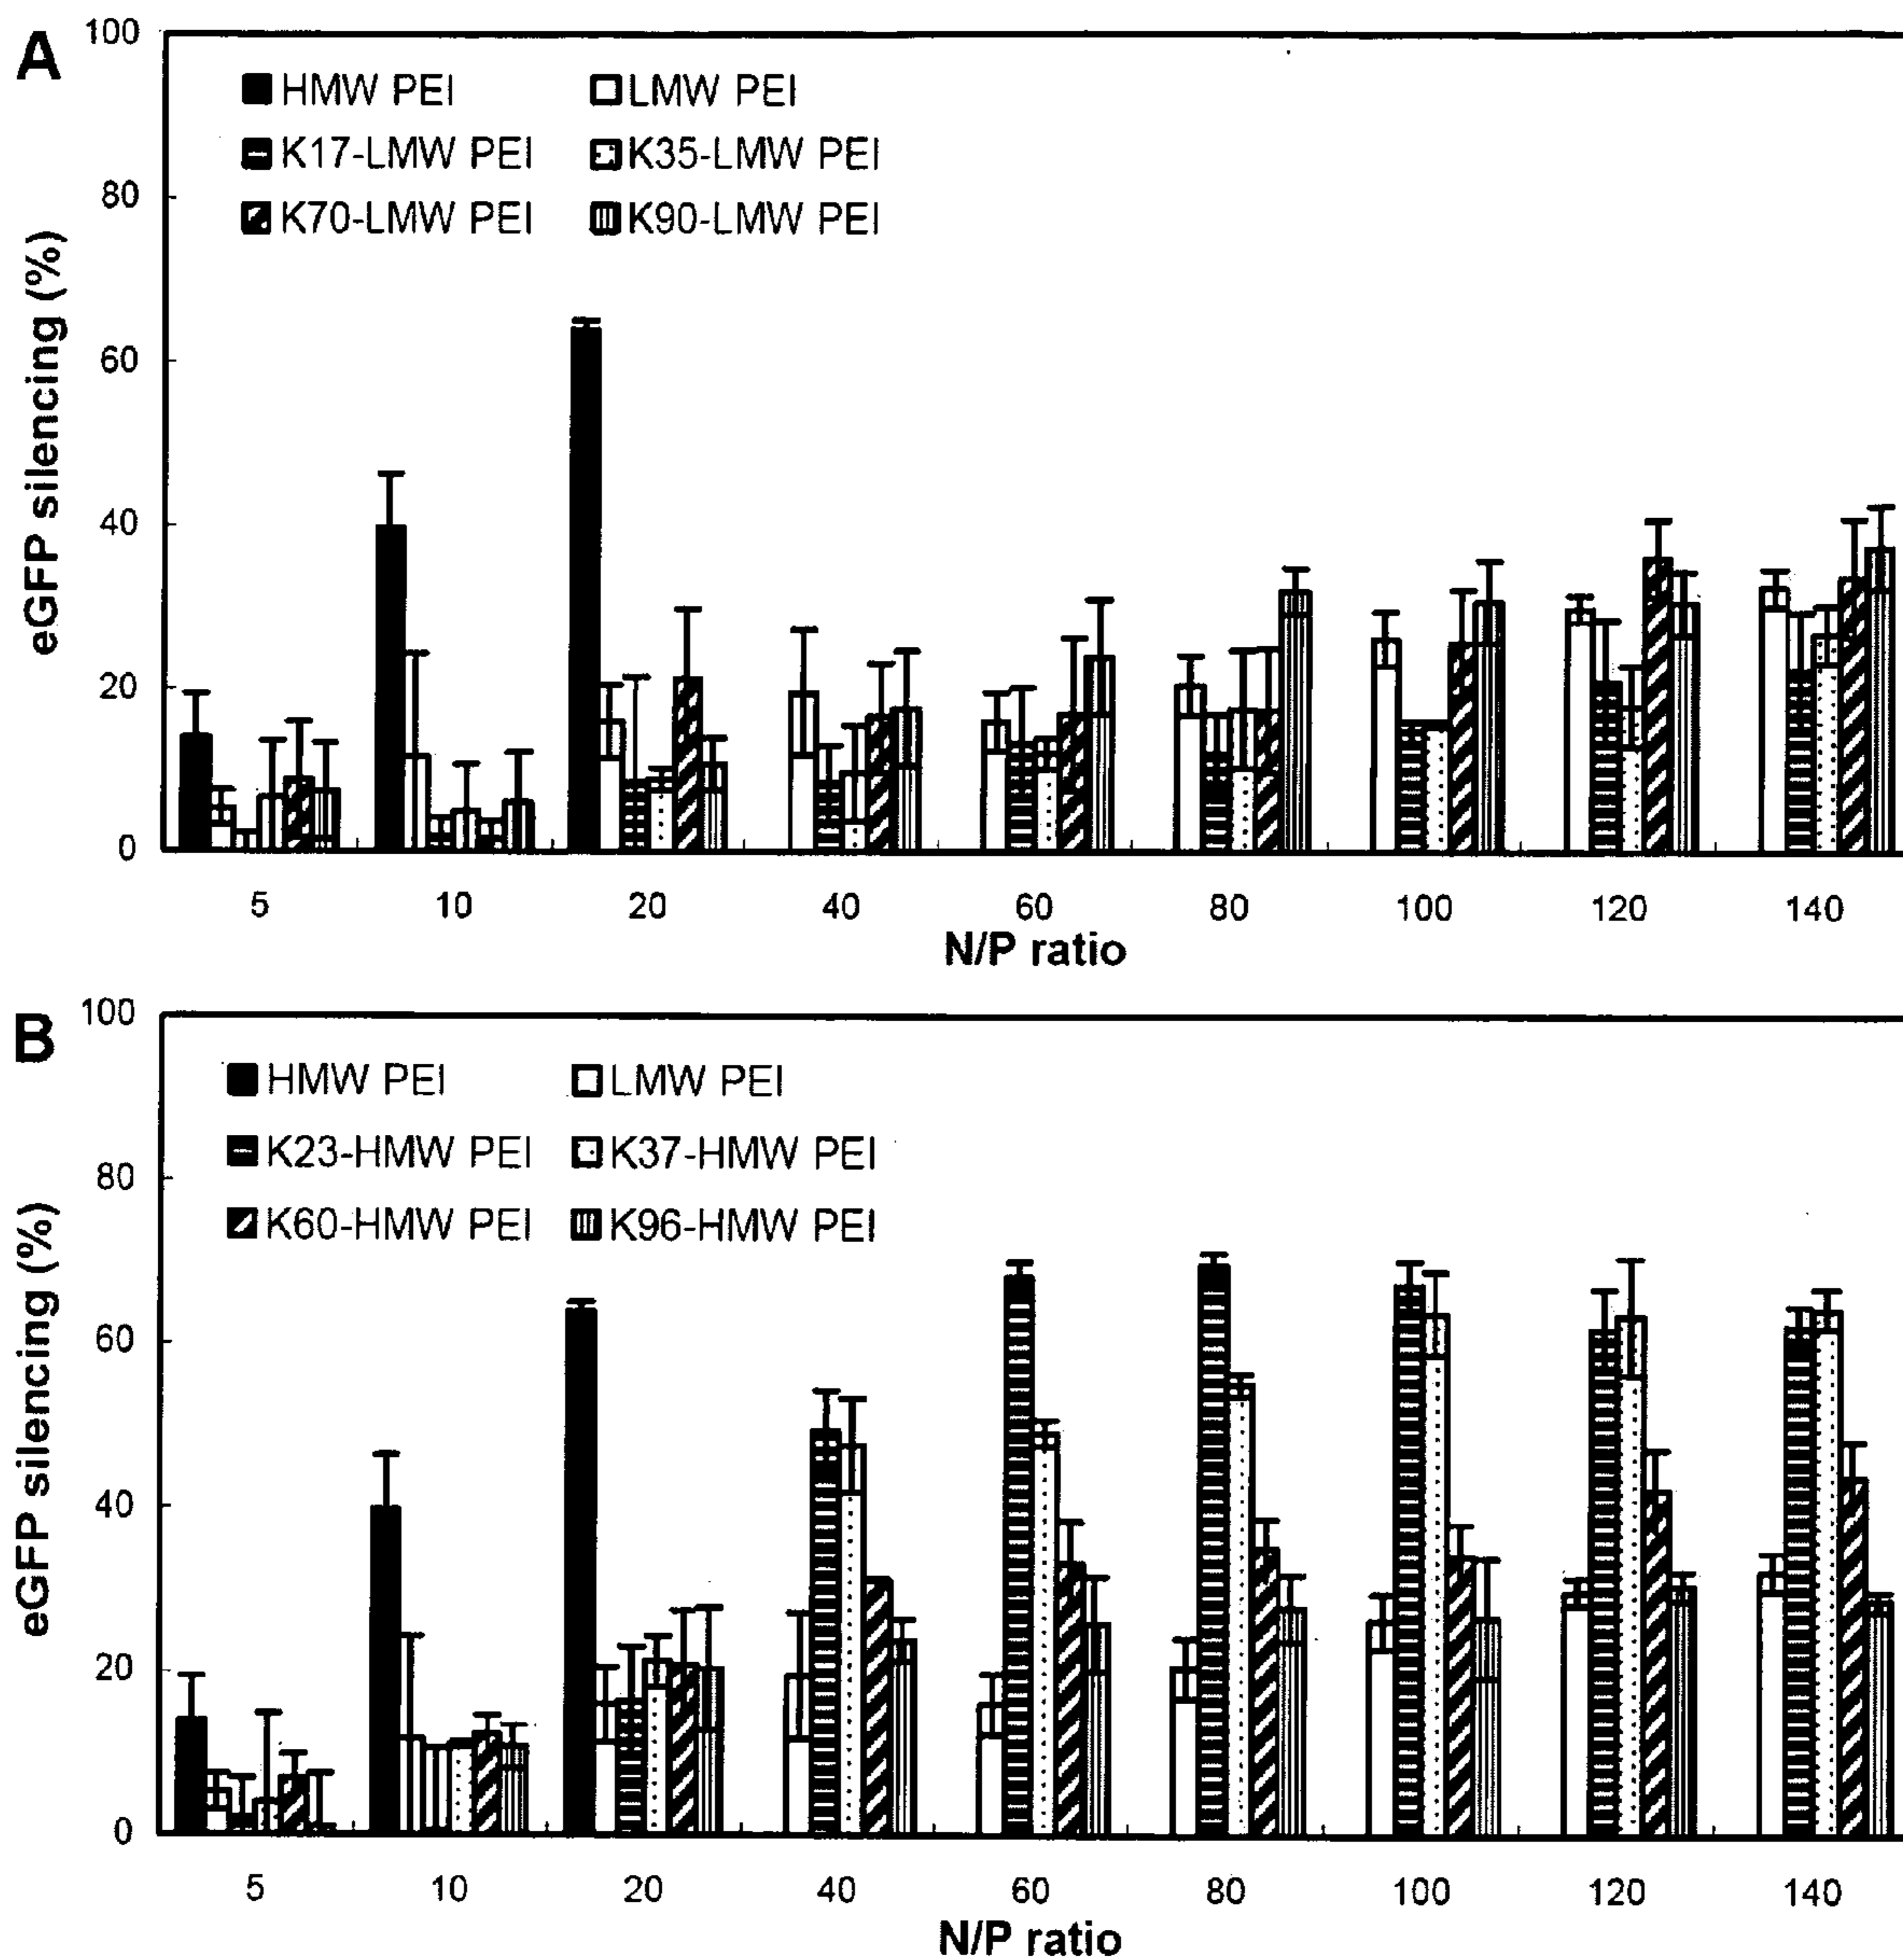 A
100
80
60
40
20
0
eGFP silencing (%)
HMW PEI
LMW PEI
K17-LMW PEI
K35-LMW PEI
K70-LMW PEI
K90-LMW PEI
5 10 20 40 60 80 100 120 140
N/P ratio
B
100
80
60
40
20
0
eGFP silencing (%)
HMW PEI
LMW PEI
K23-HMW PEI
K37-HMW PEI
K60-HMW PEI
K96-HMW PEI
5 10 20 40 60 80 100 120 140
N/P ratio